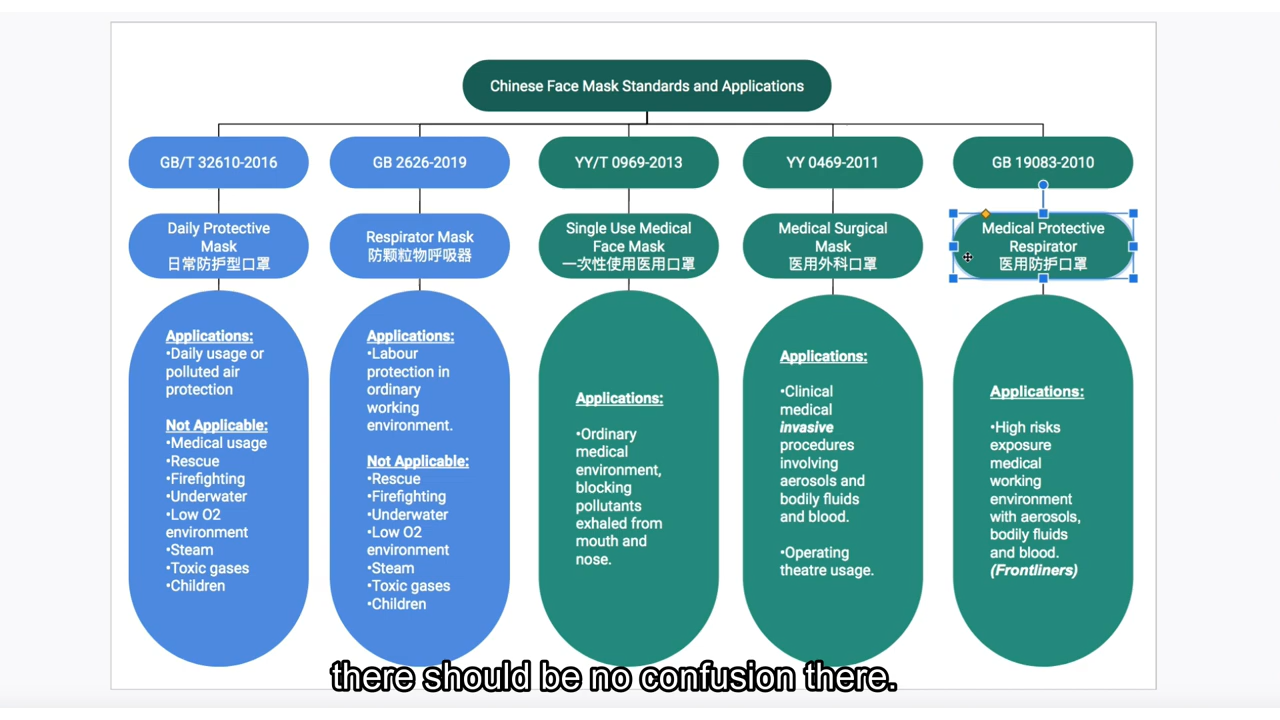 Chinese Face Mask Standards and Applications
GB/T 32610-2016
GB 2626-2019
YY/T 0969-2013
YY 0469-2011
GB 19083-2010
Daily Protective
Mask
日常防护型口罩
Respirator Mask
防颗粒物呼吸器
Single Use Medical
Face Mask
一次性使用医用口罩
Medical Surgical
Mask
医用外科口罩
Medical Protective
Respirator
医用防护口罩
Applications:
•Daily usage or
polluted air
protection
Not Applicable:
•Medical usage
•Rescue
•Firefighting
•Underwater
•Low O2
environment
•Steam
•Toxic gases
•Children
Applications:
•Labour
protection in
ordinary
working
environment.
Not Applicable:
•Rescue
•Firefighting
•Underwater
•Low O2
environment
•Steam
•Toxic gases
•Children
Applications:
•Ordinary
medical
environment,
blocking
pollutants
exhaled from
mouth and
nose.
Applications:
•Clinical
medical
invasive
procedures
involving
aerosols and
bodily fluids
and blood.
•Operating
theatre usage.
Applications:
•High risks
exposure
medical
working
environment
with aerosols,
bodily fluids
and blood.
(Frontliners)
there should be no confusion there.